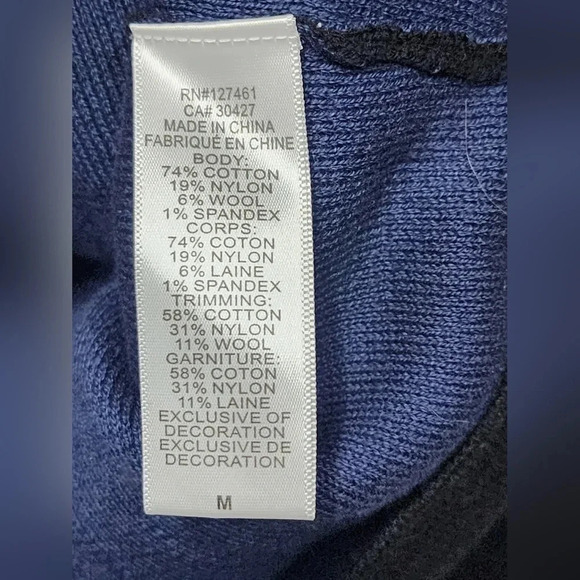 RN#127461
CA# 30427
MADE IN CHINA
FABRIQUÉ EN CHINE
BODY:
74% COTTON
19% NYLON
6% WOOL
1% SPANDEX
CORPS:
74% COTON
19% NYLON
6% LAINE
1% SPANDEX
TRIMMING:
58% COTTON
31% NYLON
11% WOOL
GARNITURE:
58% COTON
31% NYLON
11% LAINE
EXCLUSIVE OF
DECORATION
EXCLUSIVE DE
DECORATION
M